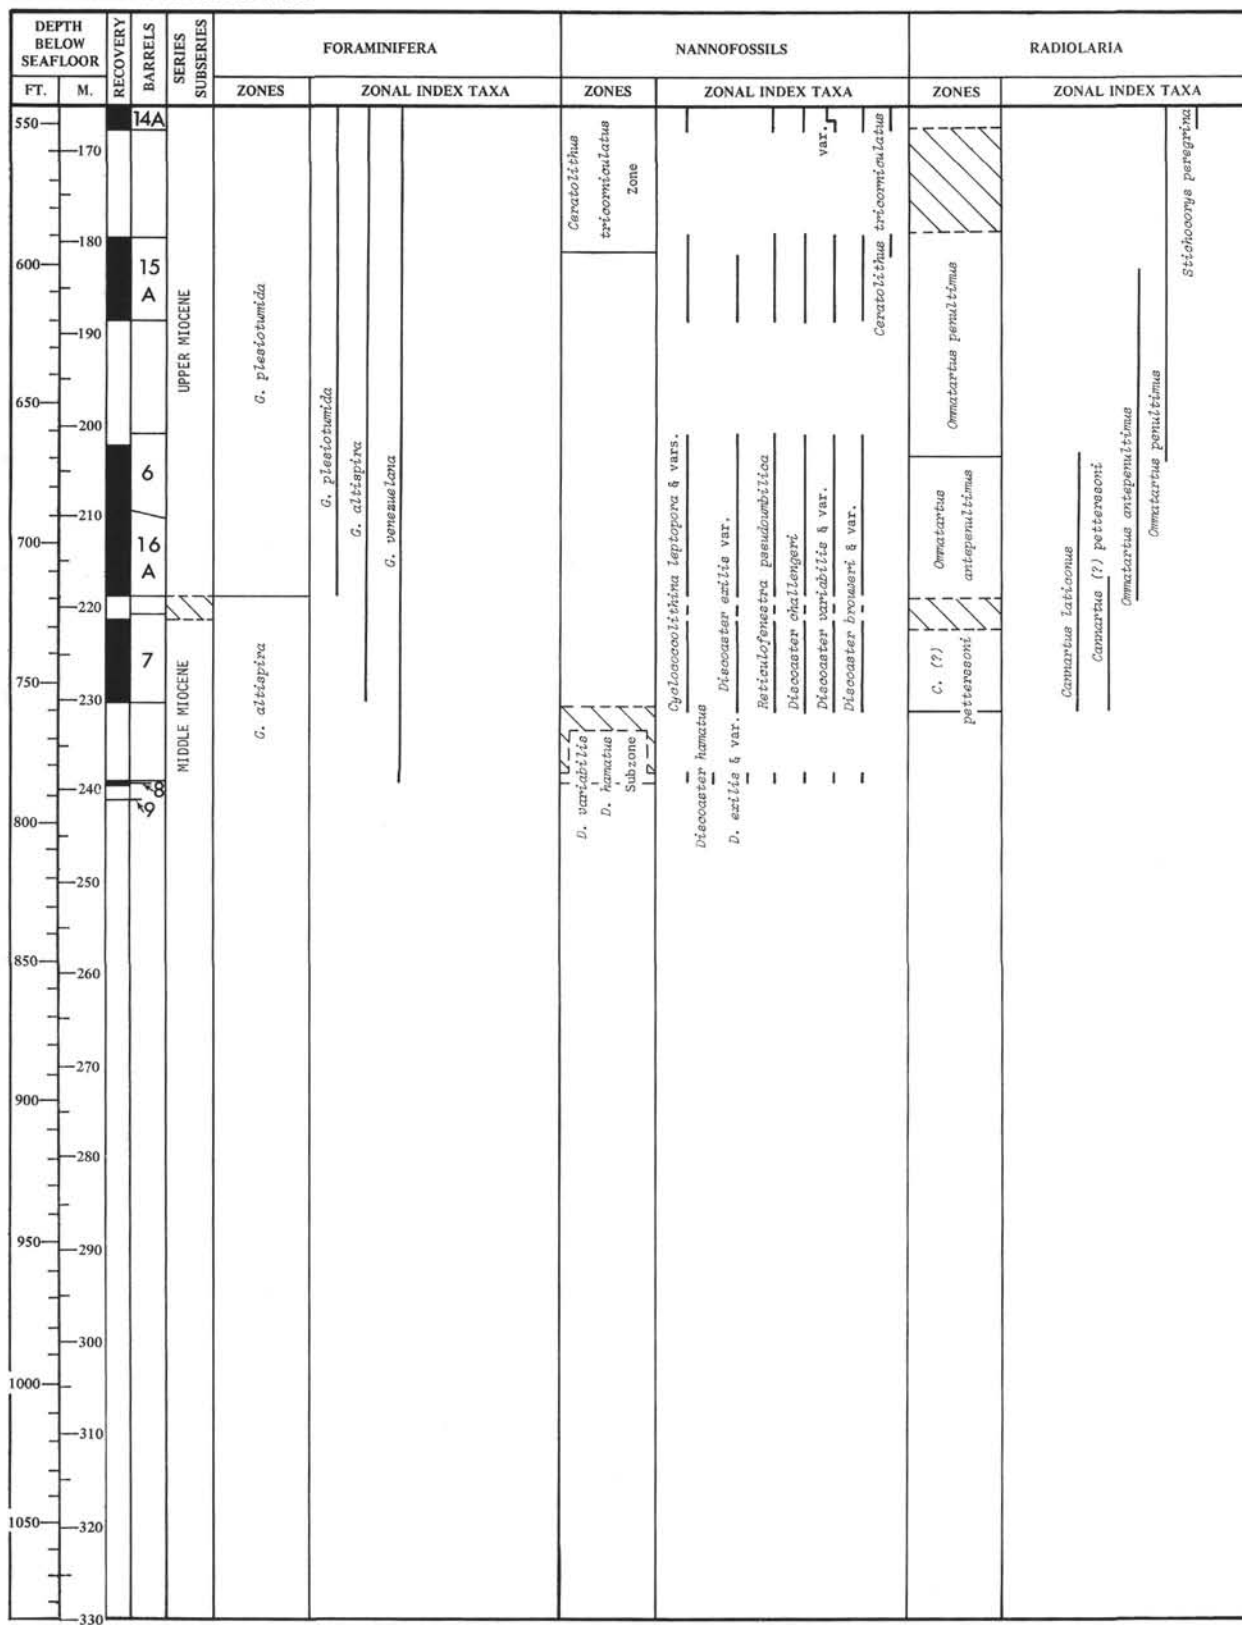 DEPTH
BELOW
SEAFLOOR
RECOVERY
BARRELS
SERIES
SUBSERIES
FORAMINIFERA
NANNOFOSSILS
RADIOLARIA
FT.
M.
ZONES
ZONAL INDEX TAXA
ZONES
ZONAL INDEX TAXA
ZONES
ZONAL INDEX TAXA
550
600
650
700
750
800
850
900
950
1000
1050
170
180
190
200
210
220
230
240
250
260
270
280
290
300
310
320
330
14A
15
A
6
16
A
7
8
9
UPPER MIOCENE
MIDDLE MIOCENE
G. plesiotumida
G. altispira
G. plesiotumida
G. altispira
G. venezuelana
Ceratolithus
tricorniculatus
Zone
D. variabilis
D. hamatus
Subzone
Cyclococcolithina leptopora & vars.
Discoaster hamatus
Discoaster exilis var.
D. exilis & var.
Reticulofenestra pseudoumbilica
Discoaster challengeri
var.
Discoaster variabilis & var.
Discoaster brouweri & var.
Ceratolithus tricorniculatus
Ommatartus penultimus
Ommatartus
antepenultimus
C. (?)
petterssoni
Cannartus laticonus
Cannartus (?) petterssoni
Ommatartus antepenultimus
Ommatartus penultimus
Stichocorys peregrina